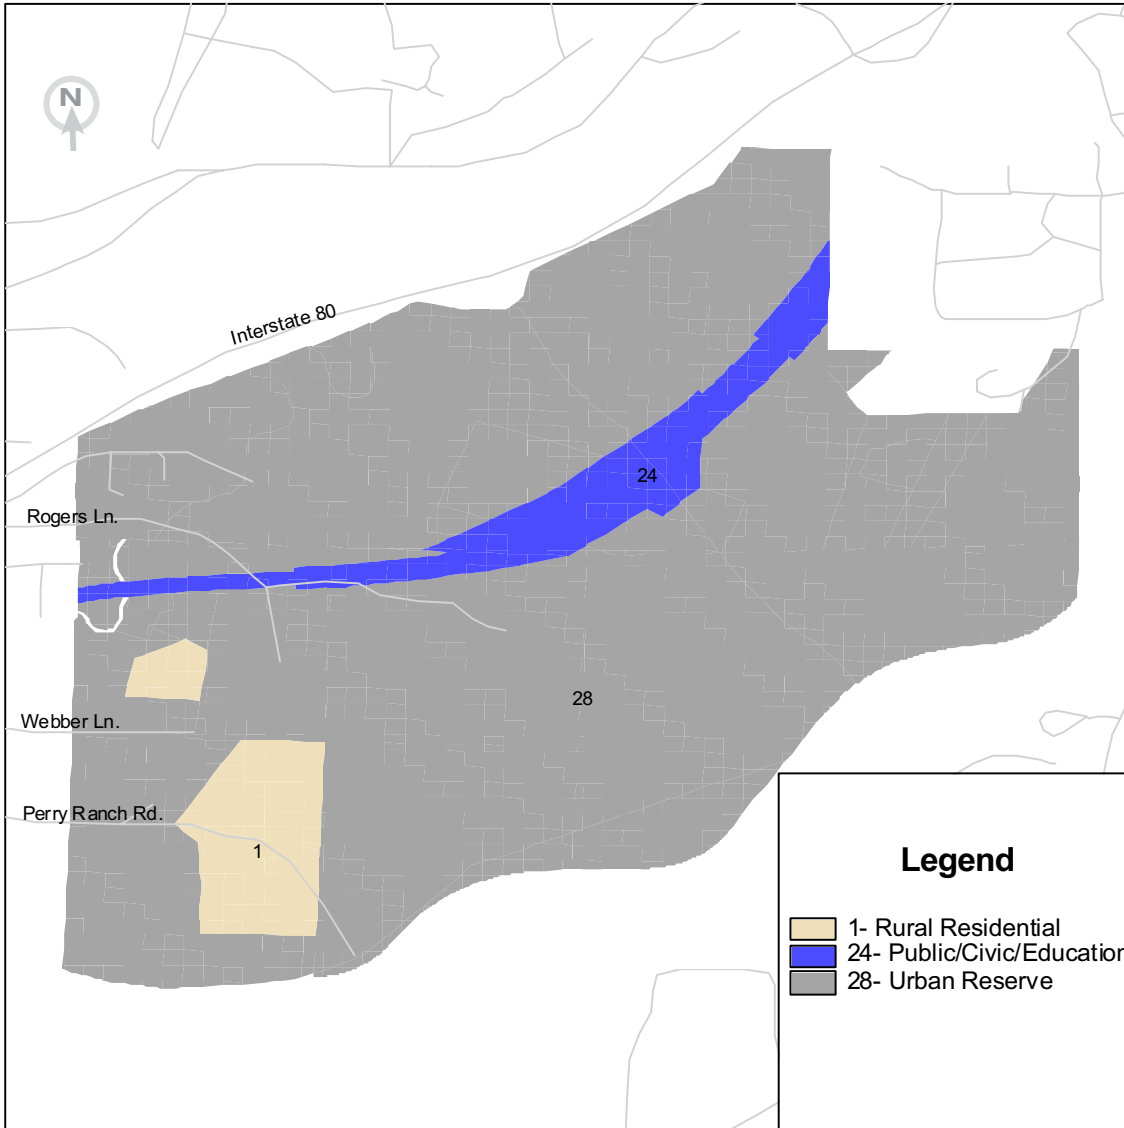 N
Interstate 80
24
Rogers Ln.
28
Webber Ln.
Perry Ranch Rd.
1
Legend
1- Rural Residential
24- Public/Civic/Education
28- Urban Reserve